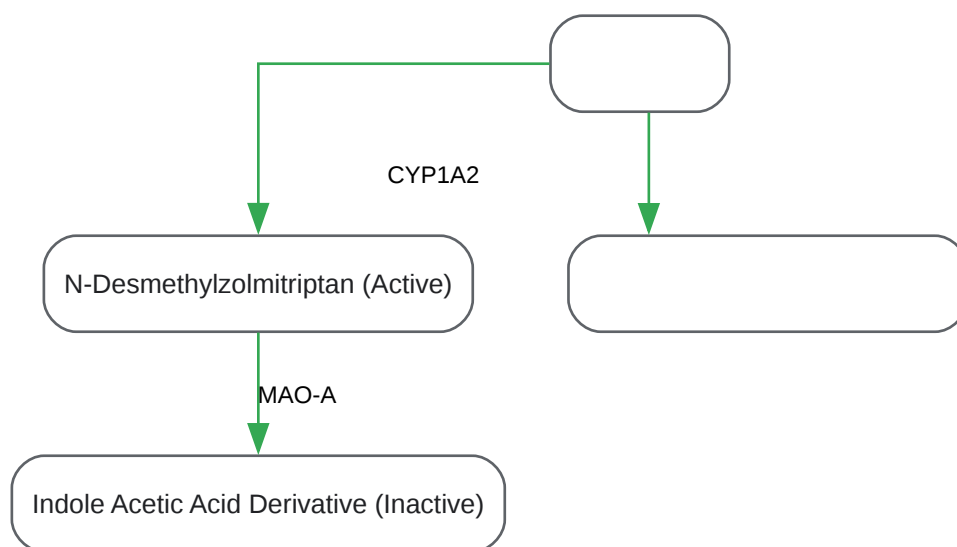 CYP1A2
N-Desmethylzolmitriptan (Active)
MAO-A
Indole Acetic Acid Derivative (Inactive)